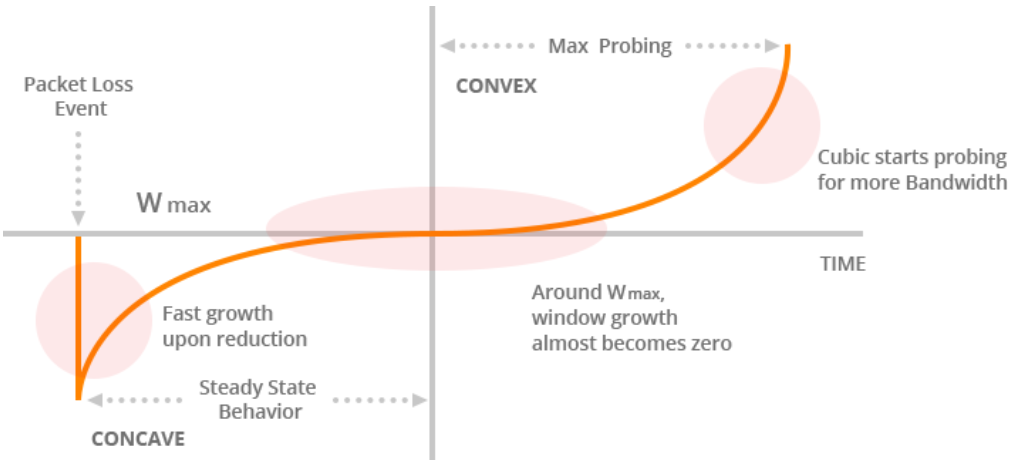 Max Probing
Packet Loss
Event
CONVEX
Cubic starts probing
for more Bandwidth
W max
TIME
Around Wmax,
window growth
almost becomes zero
Fast growth
upon reduction
Steady State
Behavior
CONCAVE